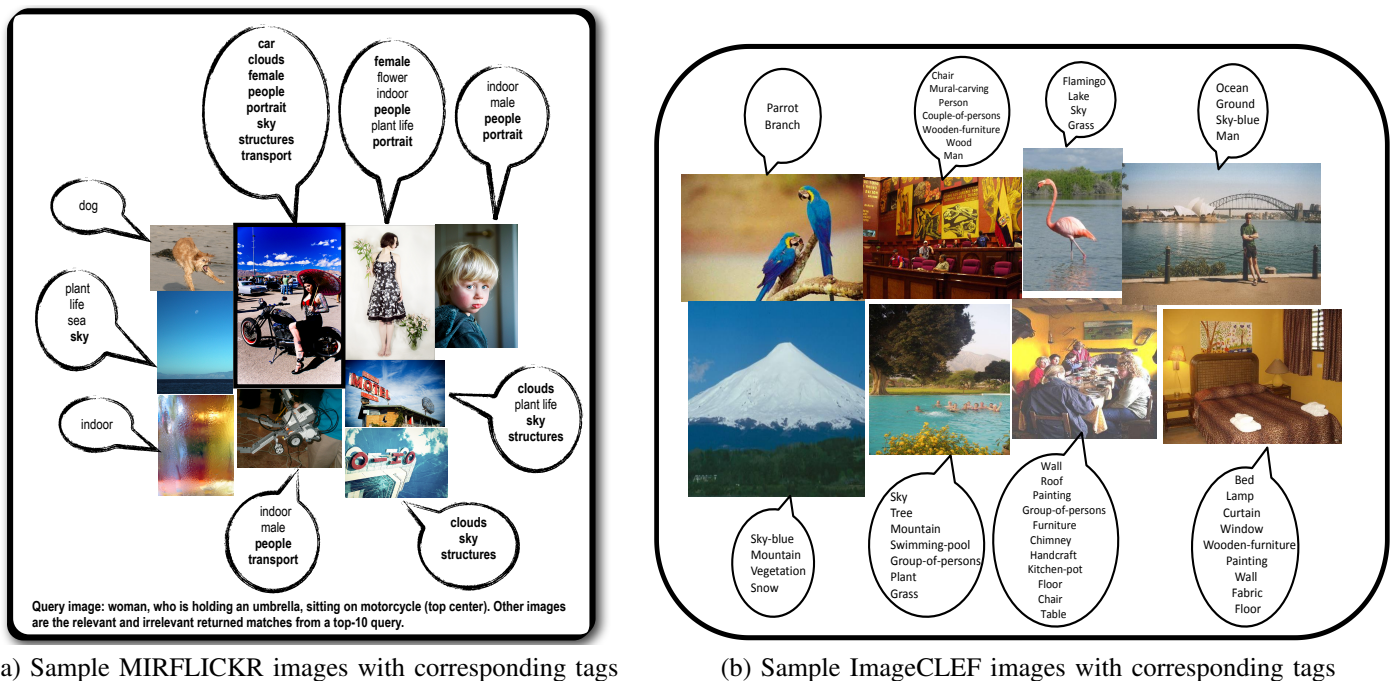 car
clouds
female
people
portrait
sky
structures
transport
female
flower
indoor
people
plant life
portrait
indoor
male
people
portrait
dog
plant
life
sea
sky
indoor
MOTEL
clouds
plant life
sky
structures
indoor
male
people
transport
clouds
sky
structures
Query image: woman, who is holding an umbrella, sitting on motorcycle (top center). Other images
are the relevant and irrelevant returned matches from a top-10 query.
a) Sample MIRFLICKR images with corresponding tags
Parrot
Branch
Chair
Mural-carving
Person
Couple-of-persons
Wooden-furniture
Wood
Man
Flamingo
Lake
Sky
Grass
Ocean
Ground
Sky-blue
Man
Sky-blue
Mountain
Vegetation
Snow
Sky
Tree
Mountain
Swimming-pool
Group-of-persons
Plant
Grass
Wall
Roof
Painting
Group-of-persons
Furniture
Chimney
Handcraft
Kitchen-pot
Floor
Chair
Table
Bed
Lamp
Curtain
Window
Wooden-furniture
Painting
Wall
Fabric
Floor
(b) Sample ImageCLEF images with corresponding tags